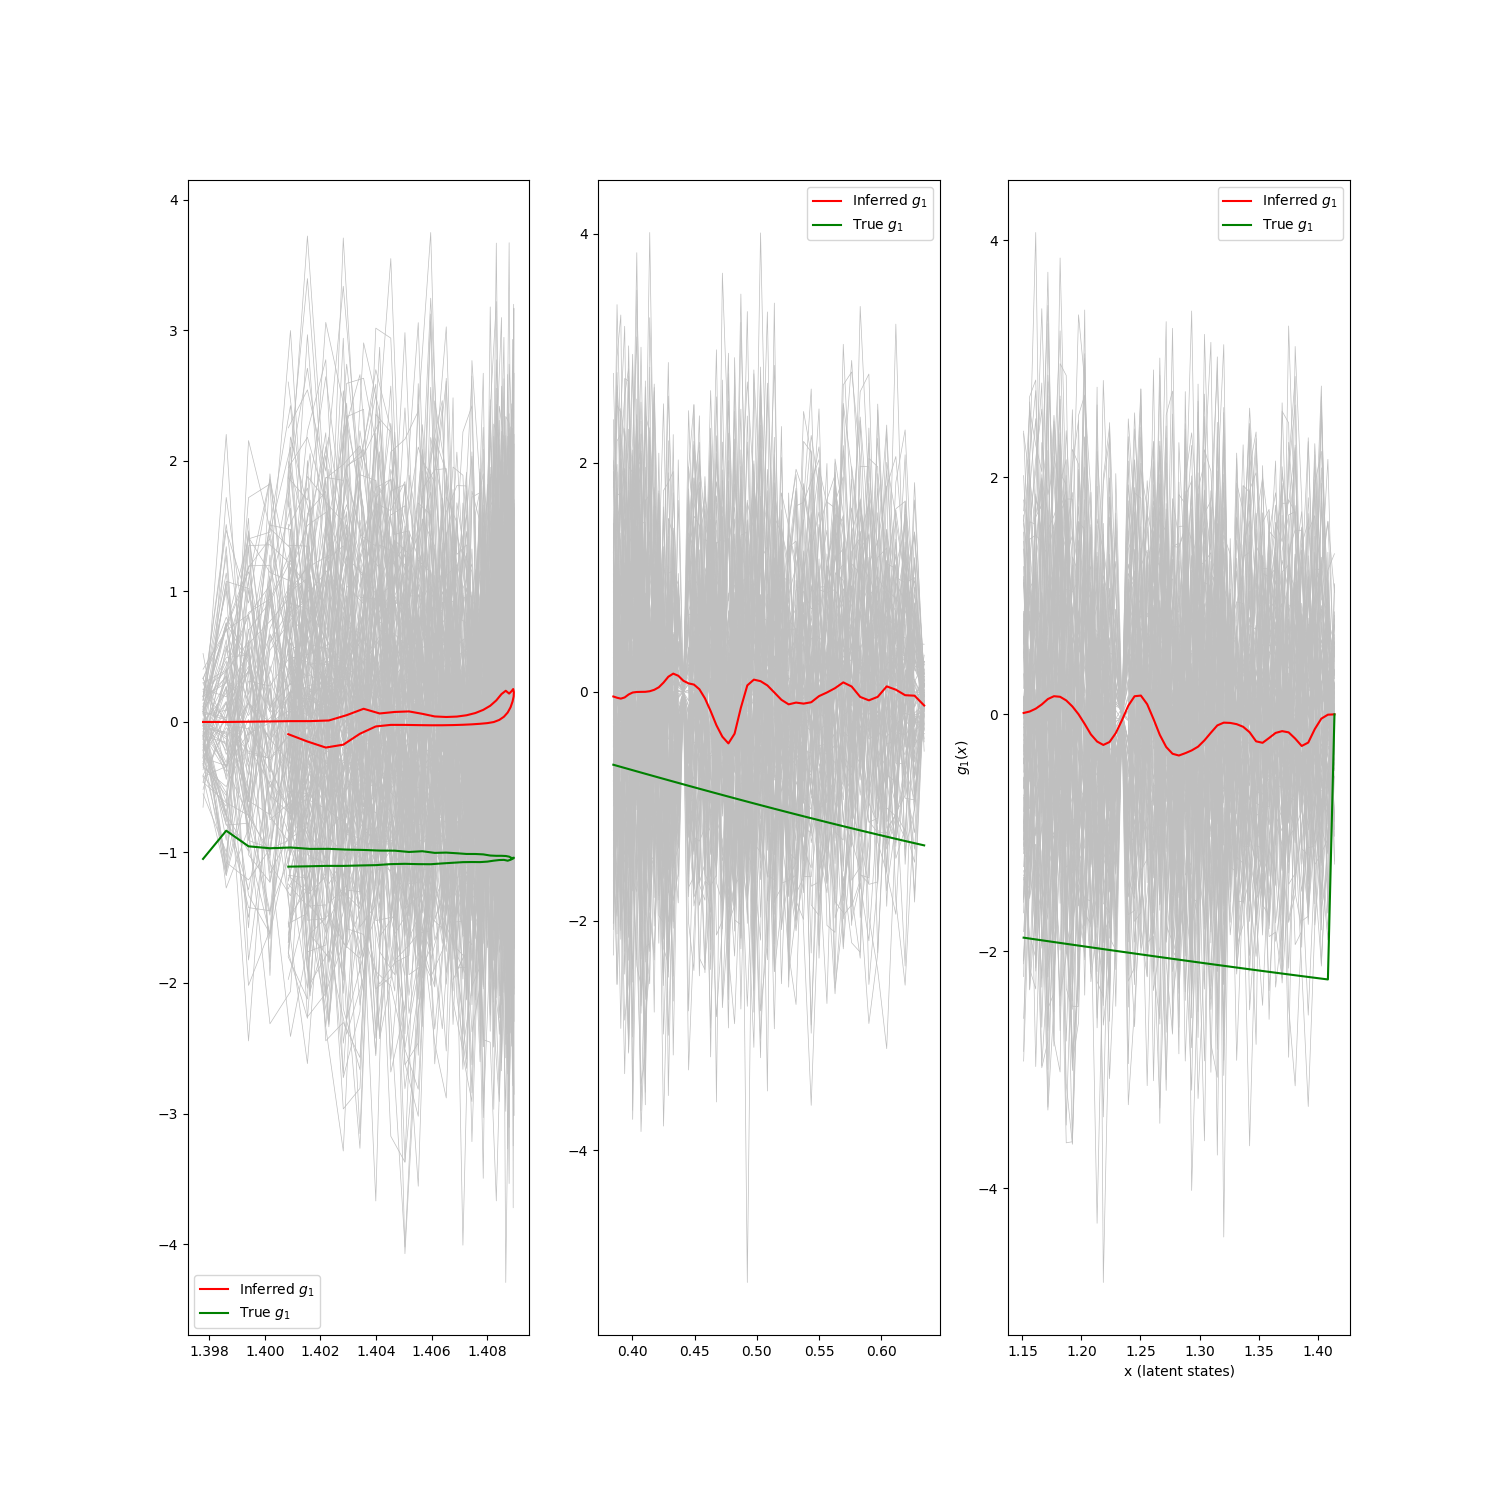 4
3
2
1
0
−1
−2
−3
−4
Inferred g₁
True g₁
1.398 1.400 1.402 1.404 1.406 1.408
Inferred g₁
True g₁
4
2
0
−2
−4
0.40 0.45 0.50 0.55 0.60
Inferred g₁
True g₁
4
2
0
−2
−4
g₁(x)
1.15 1.20 1.25 1.30 1.35 1.40
x (latent states)